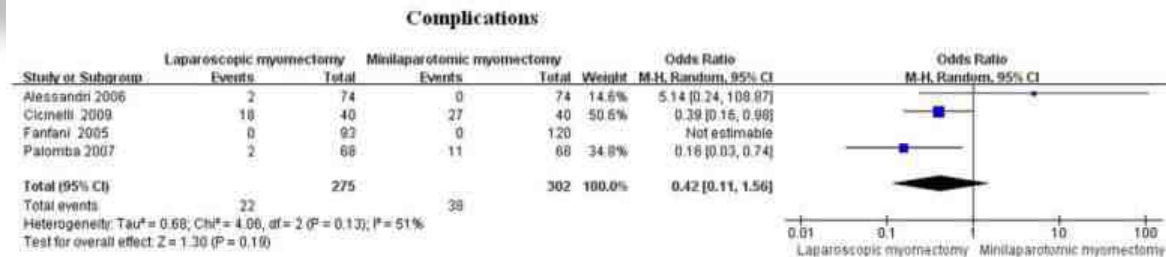 Complications
Laparoscopic myomectomy Minilaparotomic myomectomy Odds Ratio Odds Ratio
Study or Subgroup Events Total Events Total Weight M-H, Random, 95% CI M-H, Random, 95% CI
Alessandri 2006 2 74 0 74 14.6% 5.14 [0.24, 108.87]
Cicinelli 2009 18 40 27 40 50.6% 0.39 [0.16, 0.98]
Fanfani 2005 0 93 0 120 Not estimable
Palomba 2007 2 68 11 68 34.8% 0.16 [0.03, 0.74]
Total (95% CI) 275 302 100.0% 0.42 [0.11, 1.56]
Total events 22 38
Heterogeneity: Tau² = 0.68; Chi² = 4.06, df = 2 (P = 0.13); I² = 51%
Test for overall effect: Z = 1.30 (P = 0.19)
0.01 0.1 1 10 100
Laparoscopic myomectomy Minilaparotomic myomectomy